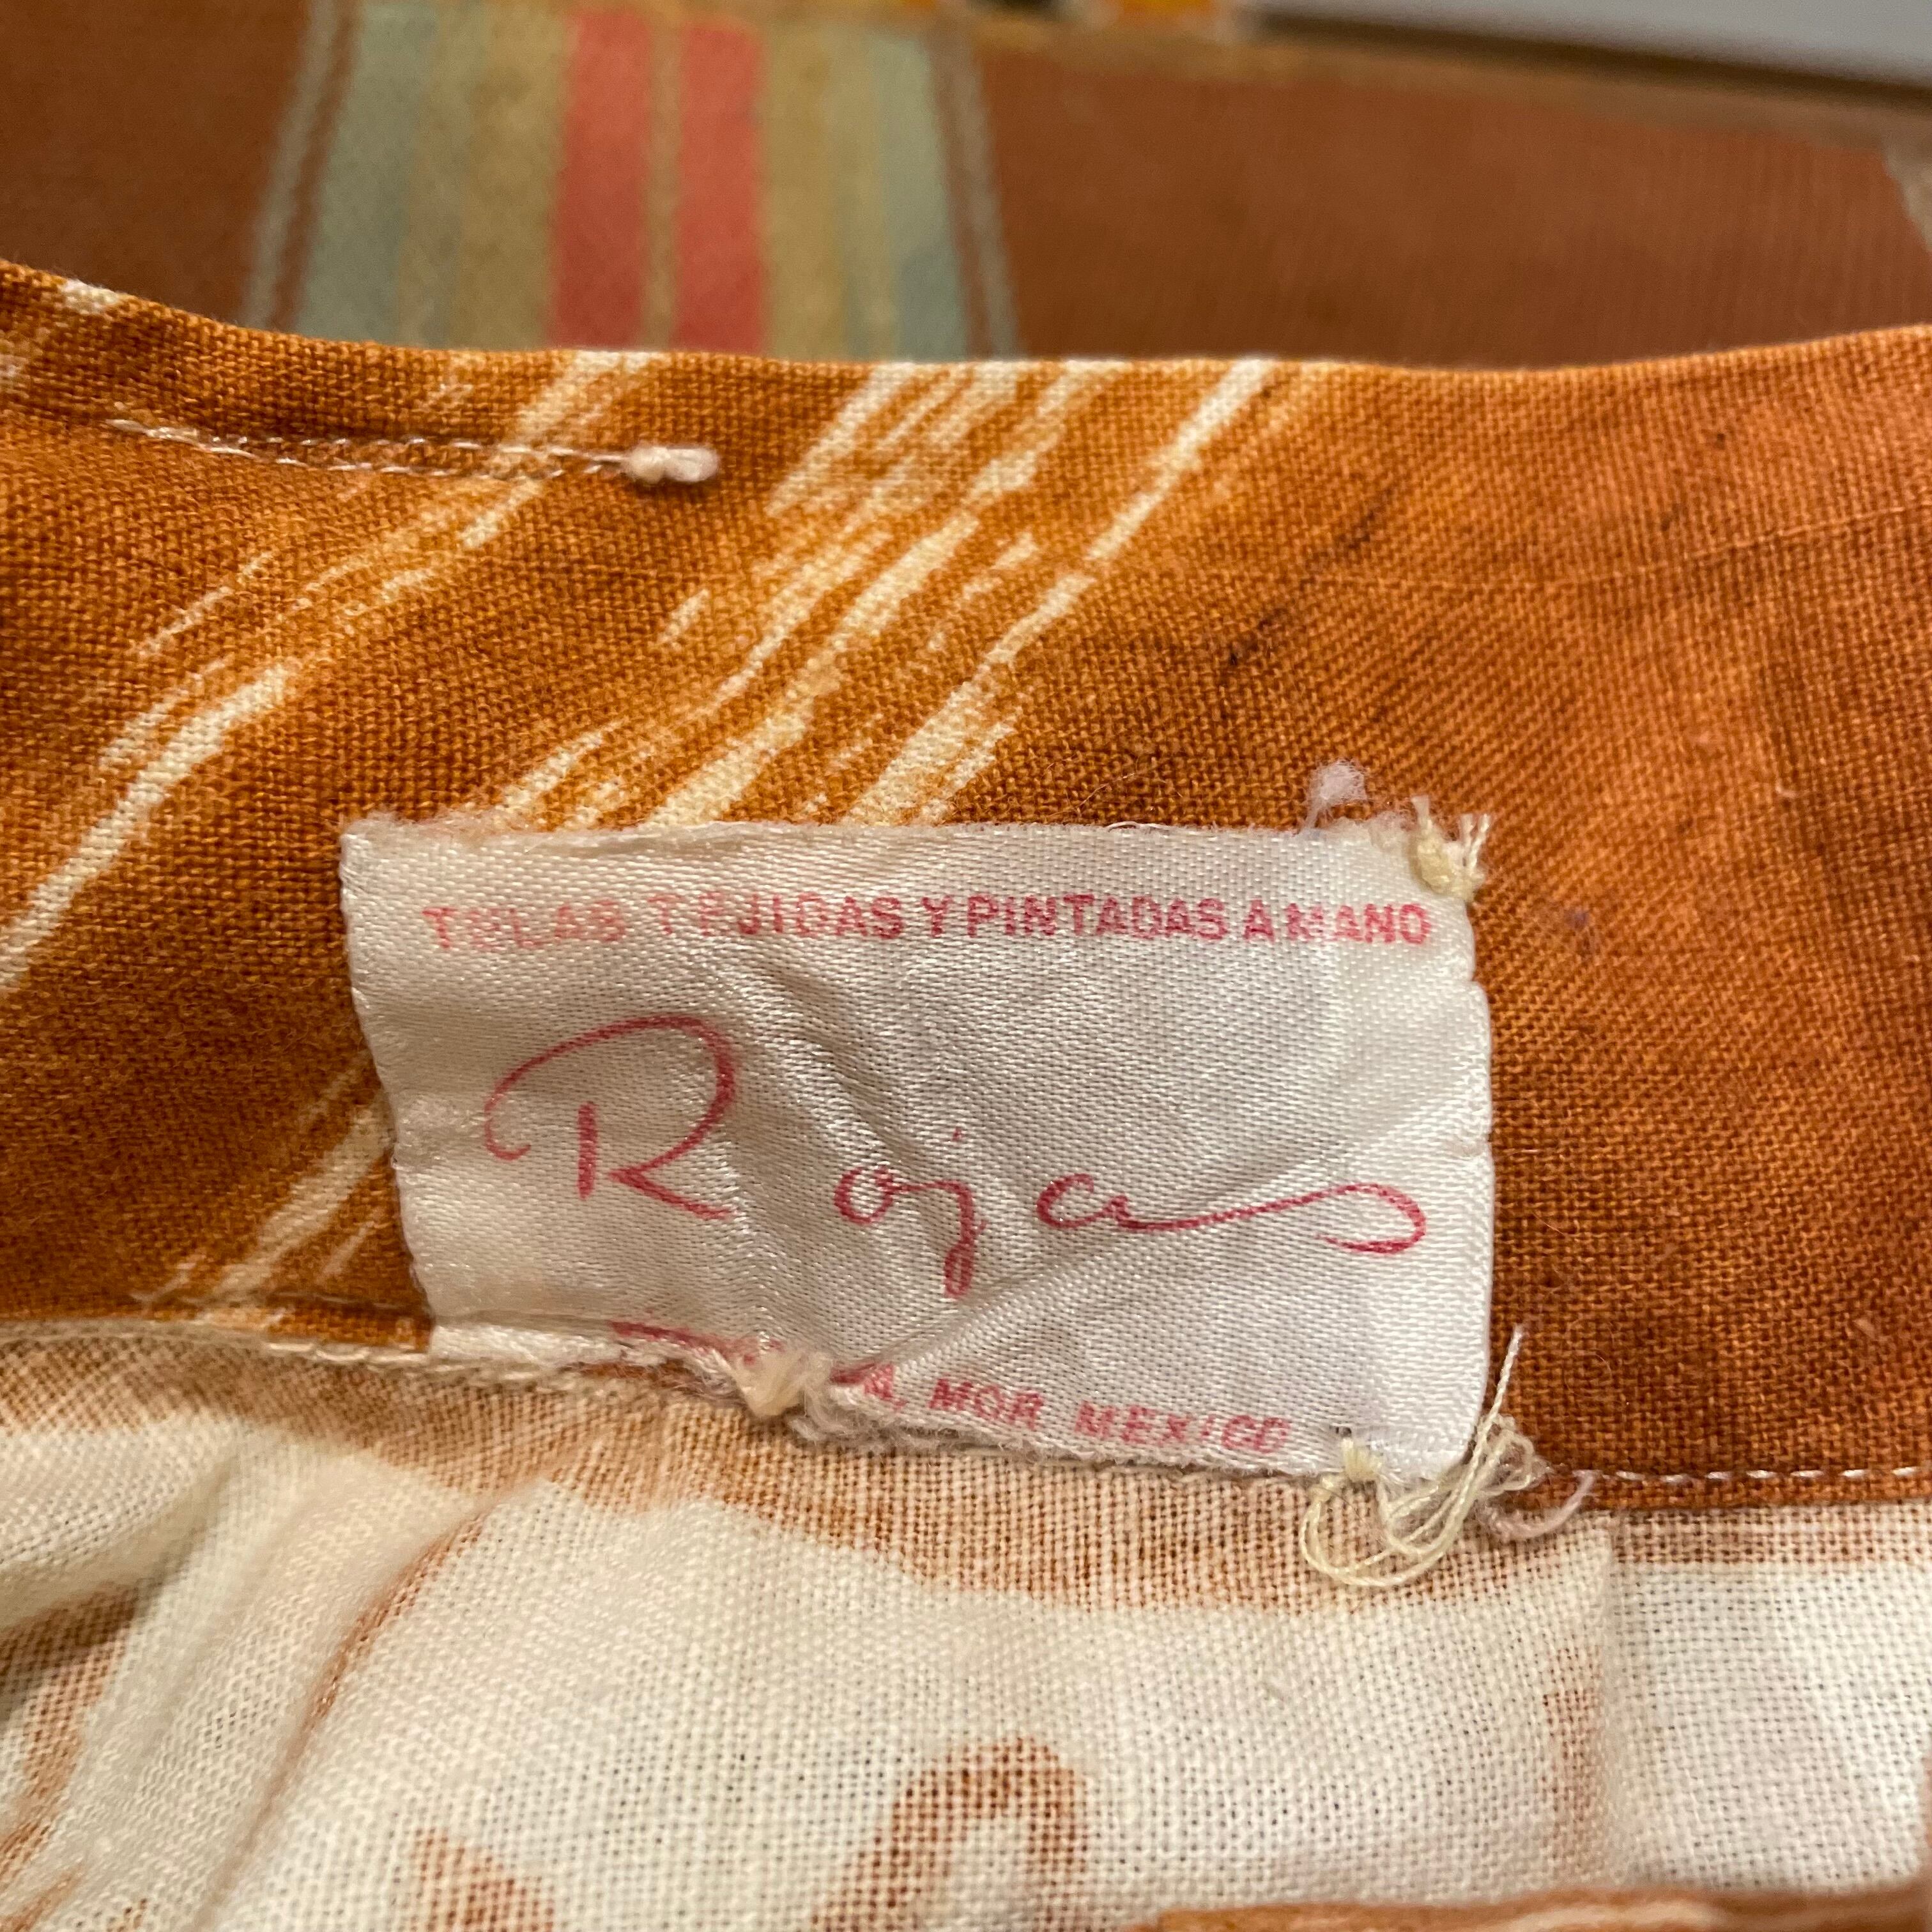 TELAS TEJIDAS Y PINTADAS A MANO
Rojas
MOR MEXICO